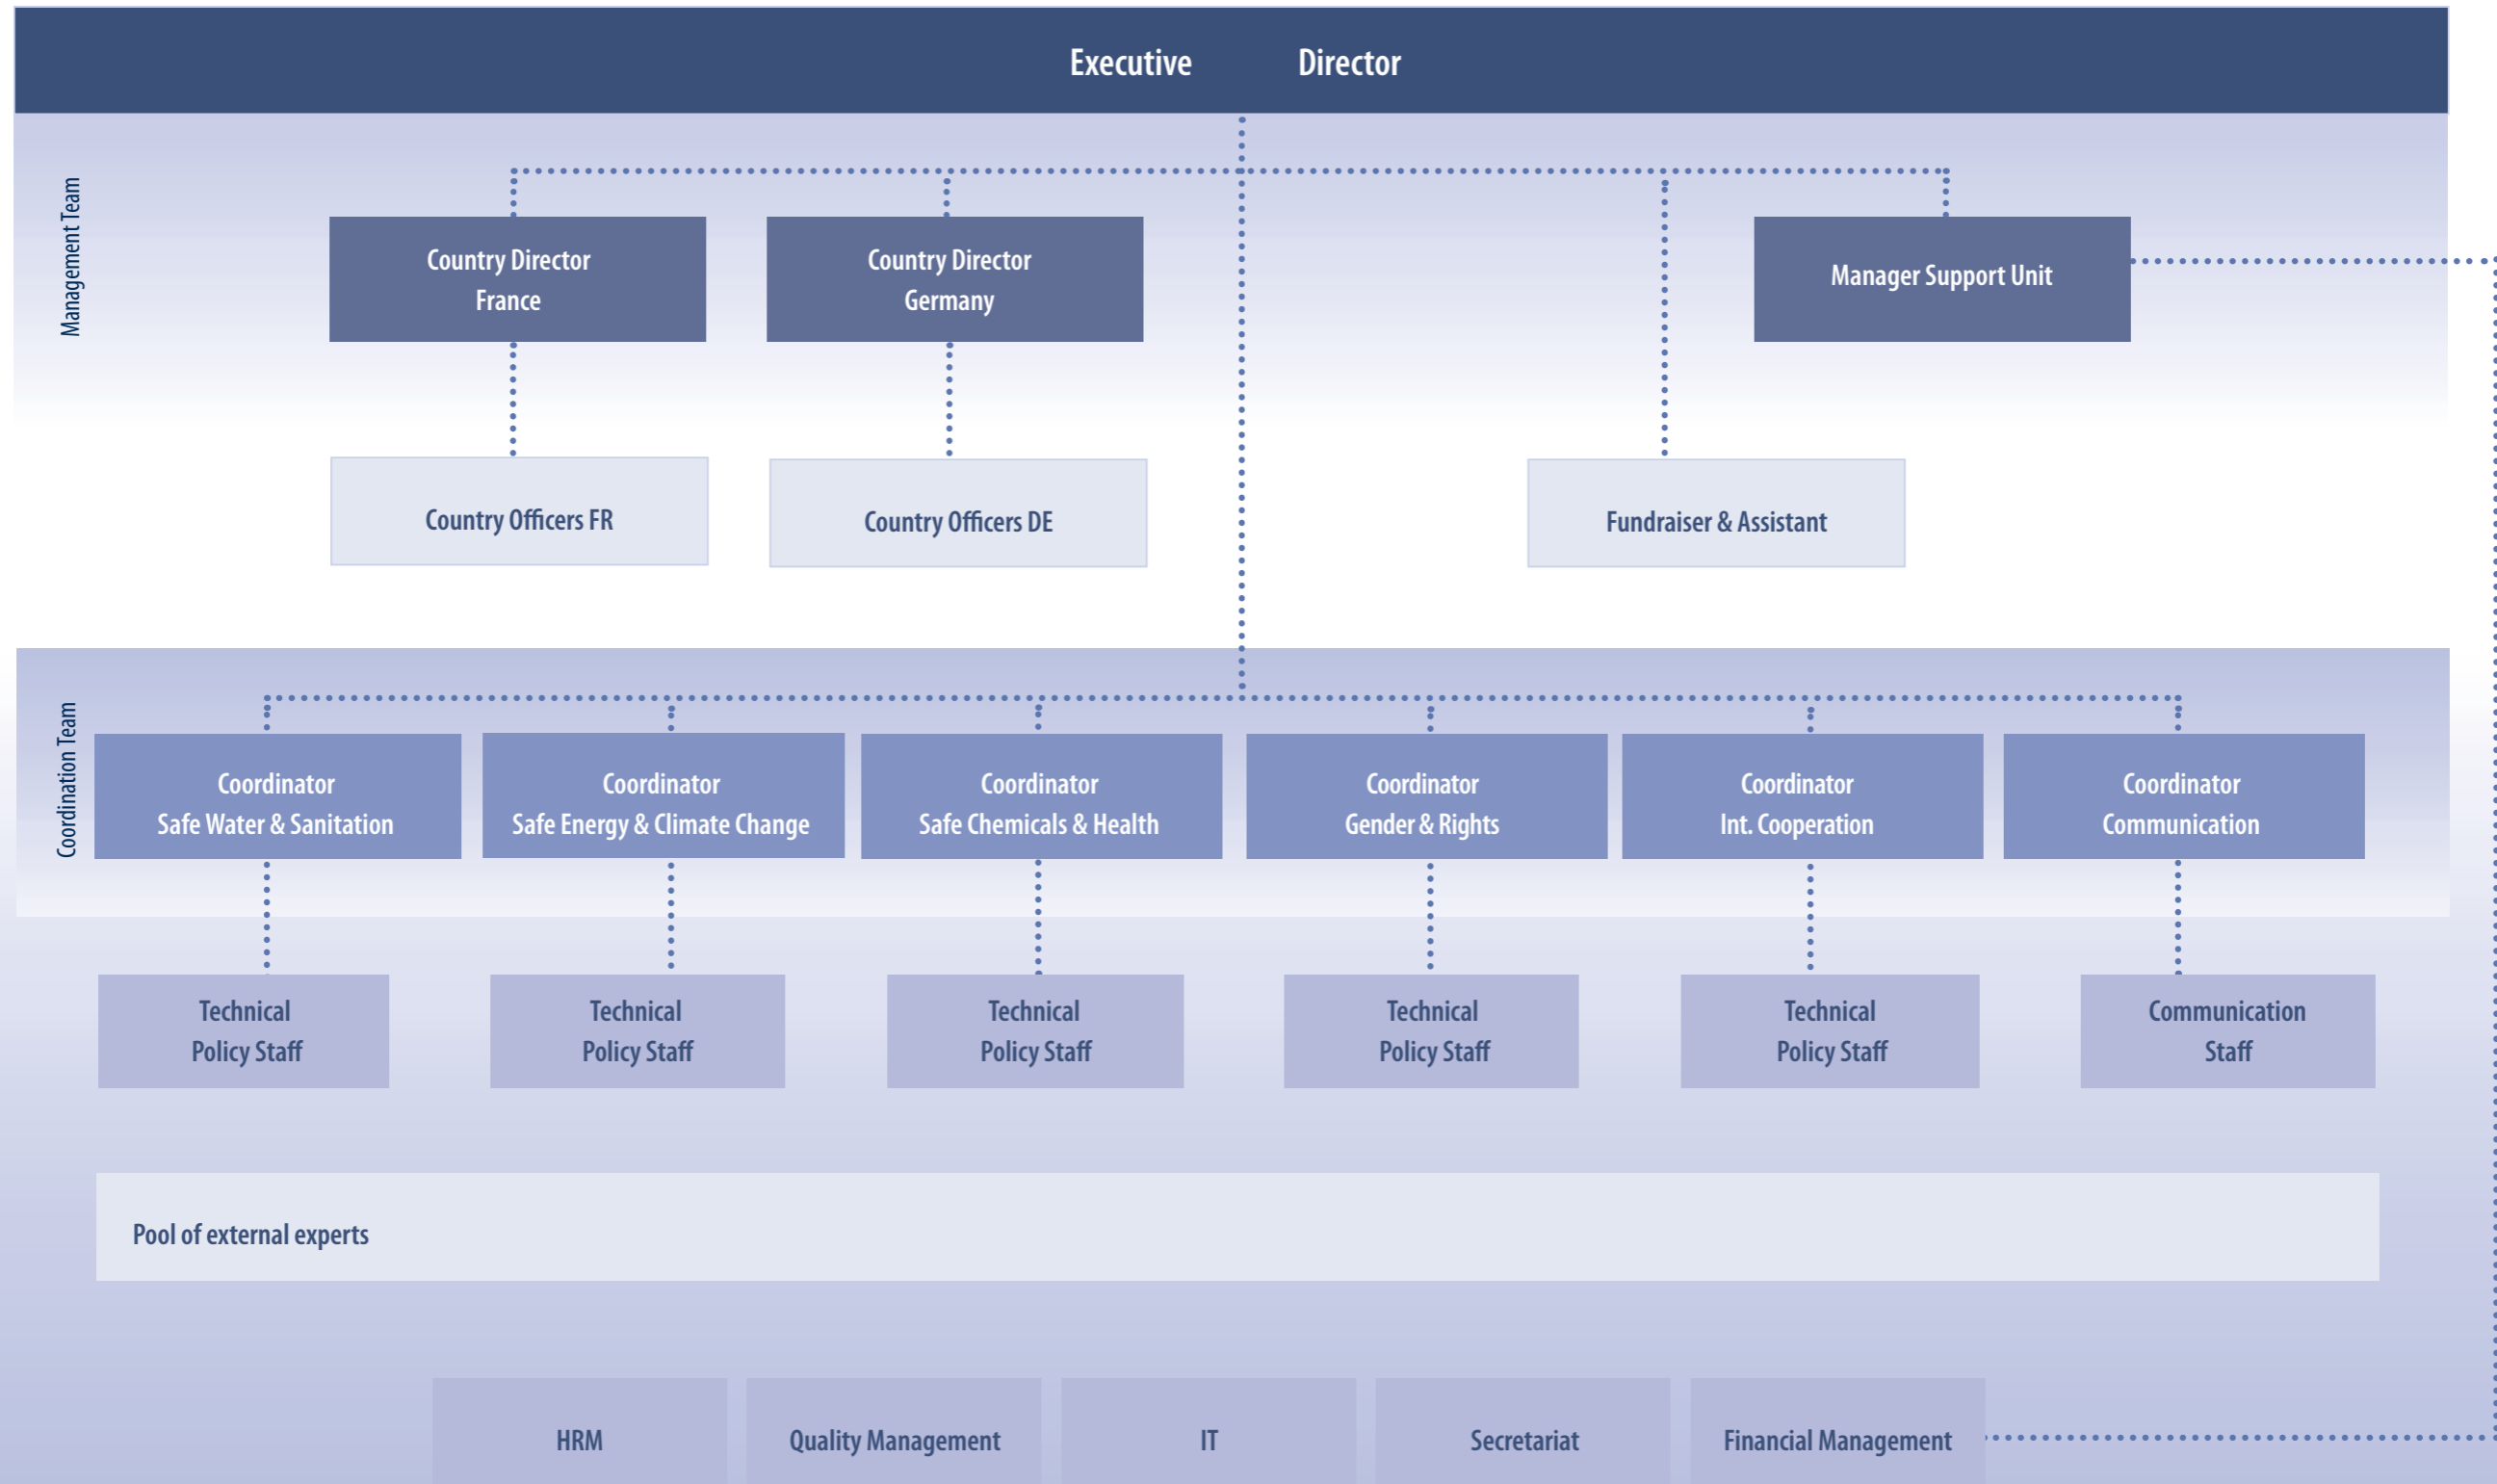 Executive Director
Management Team
Country Director
France
Country Director
Germany
Manager Support Unit
Country Officers FR
Country Officers DE
Fundraiser & Assistant
Coordination Team
Coordinator
Safe Water & Sanitation
Coordinator
Safe Energy & Climate Change
Coordinator
Safe Chemicals & Health
Coordinator
Gender & Rights
Coordinator
Int. Cooperation
Coordinator
Communication
Technical
Policy Staff
Technical
Policy Staff
Technical
Policy Staff
Technical
Policy Staff
Technical
Policy Staff
Communication
Staff
Pool of external experts
HRM
Quality Management
IT
Secretariat
Financial Management